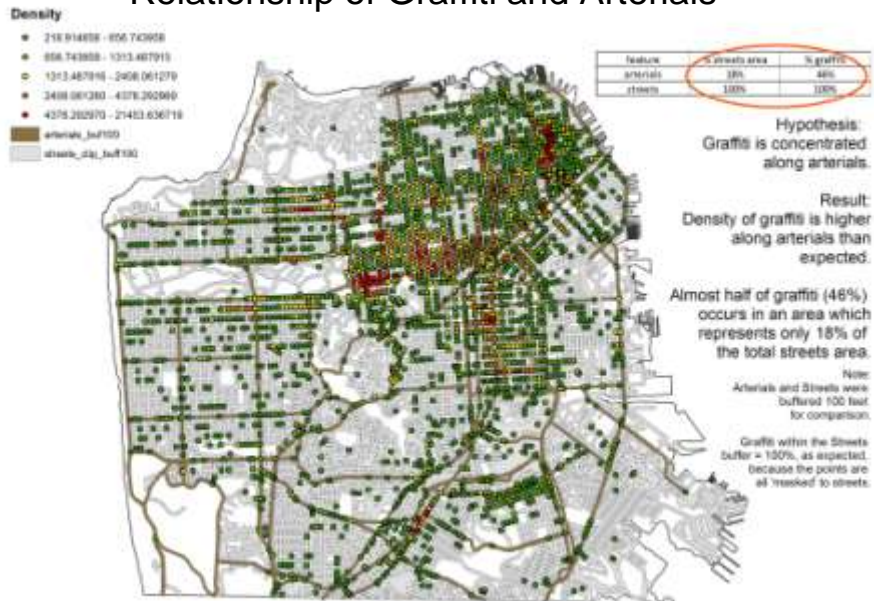 Relationship of Graffiti and Arterials
Density
218.914658 - 656.743958
656.743959 - 1313.487915
1313.487916 - 2408.061279
- 4378.292969
4378.292970 - 21453.636719
arterials_buf100
streets_clip_buff100
feature % streets area % graffiti
arterials 18% 46%
streets 100% 100%
Hypothesis:
Graffiti is concentrated
along arterials.
Result:
Density of graffiti is higher
along arterials than
expected.
Almost half of graffiti (46%)
occurs in an area which
represents only 18% of
the total streets area.
Note:
Arterials and Streets were
buffered 100 feet
for comparison.
Graffiti within the Streets
buffer = 100%, as expected,
because the points are
all 'masked' to streets.